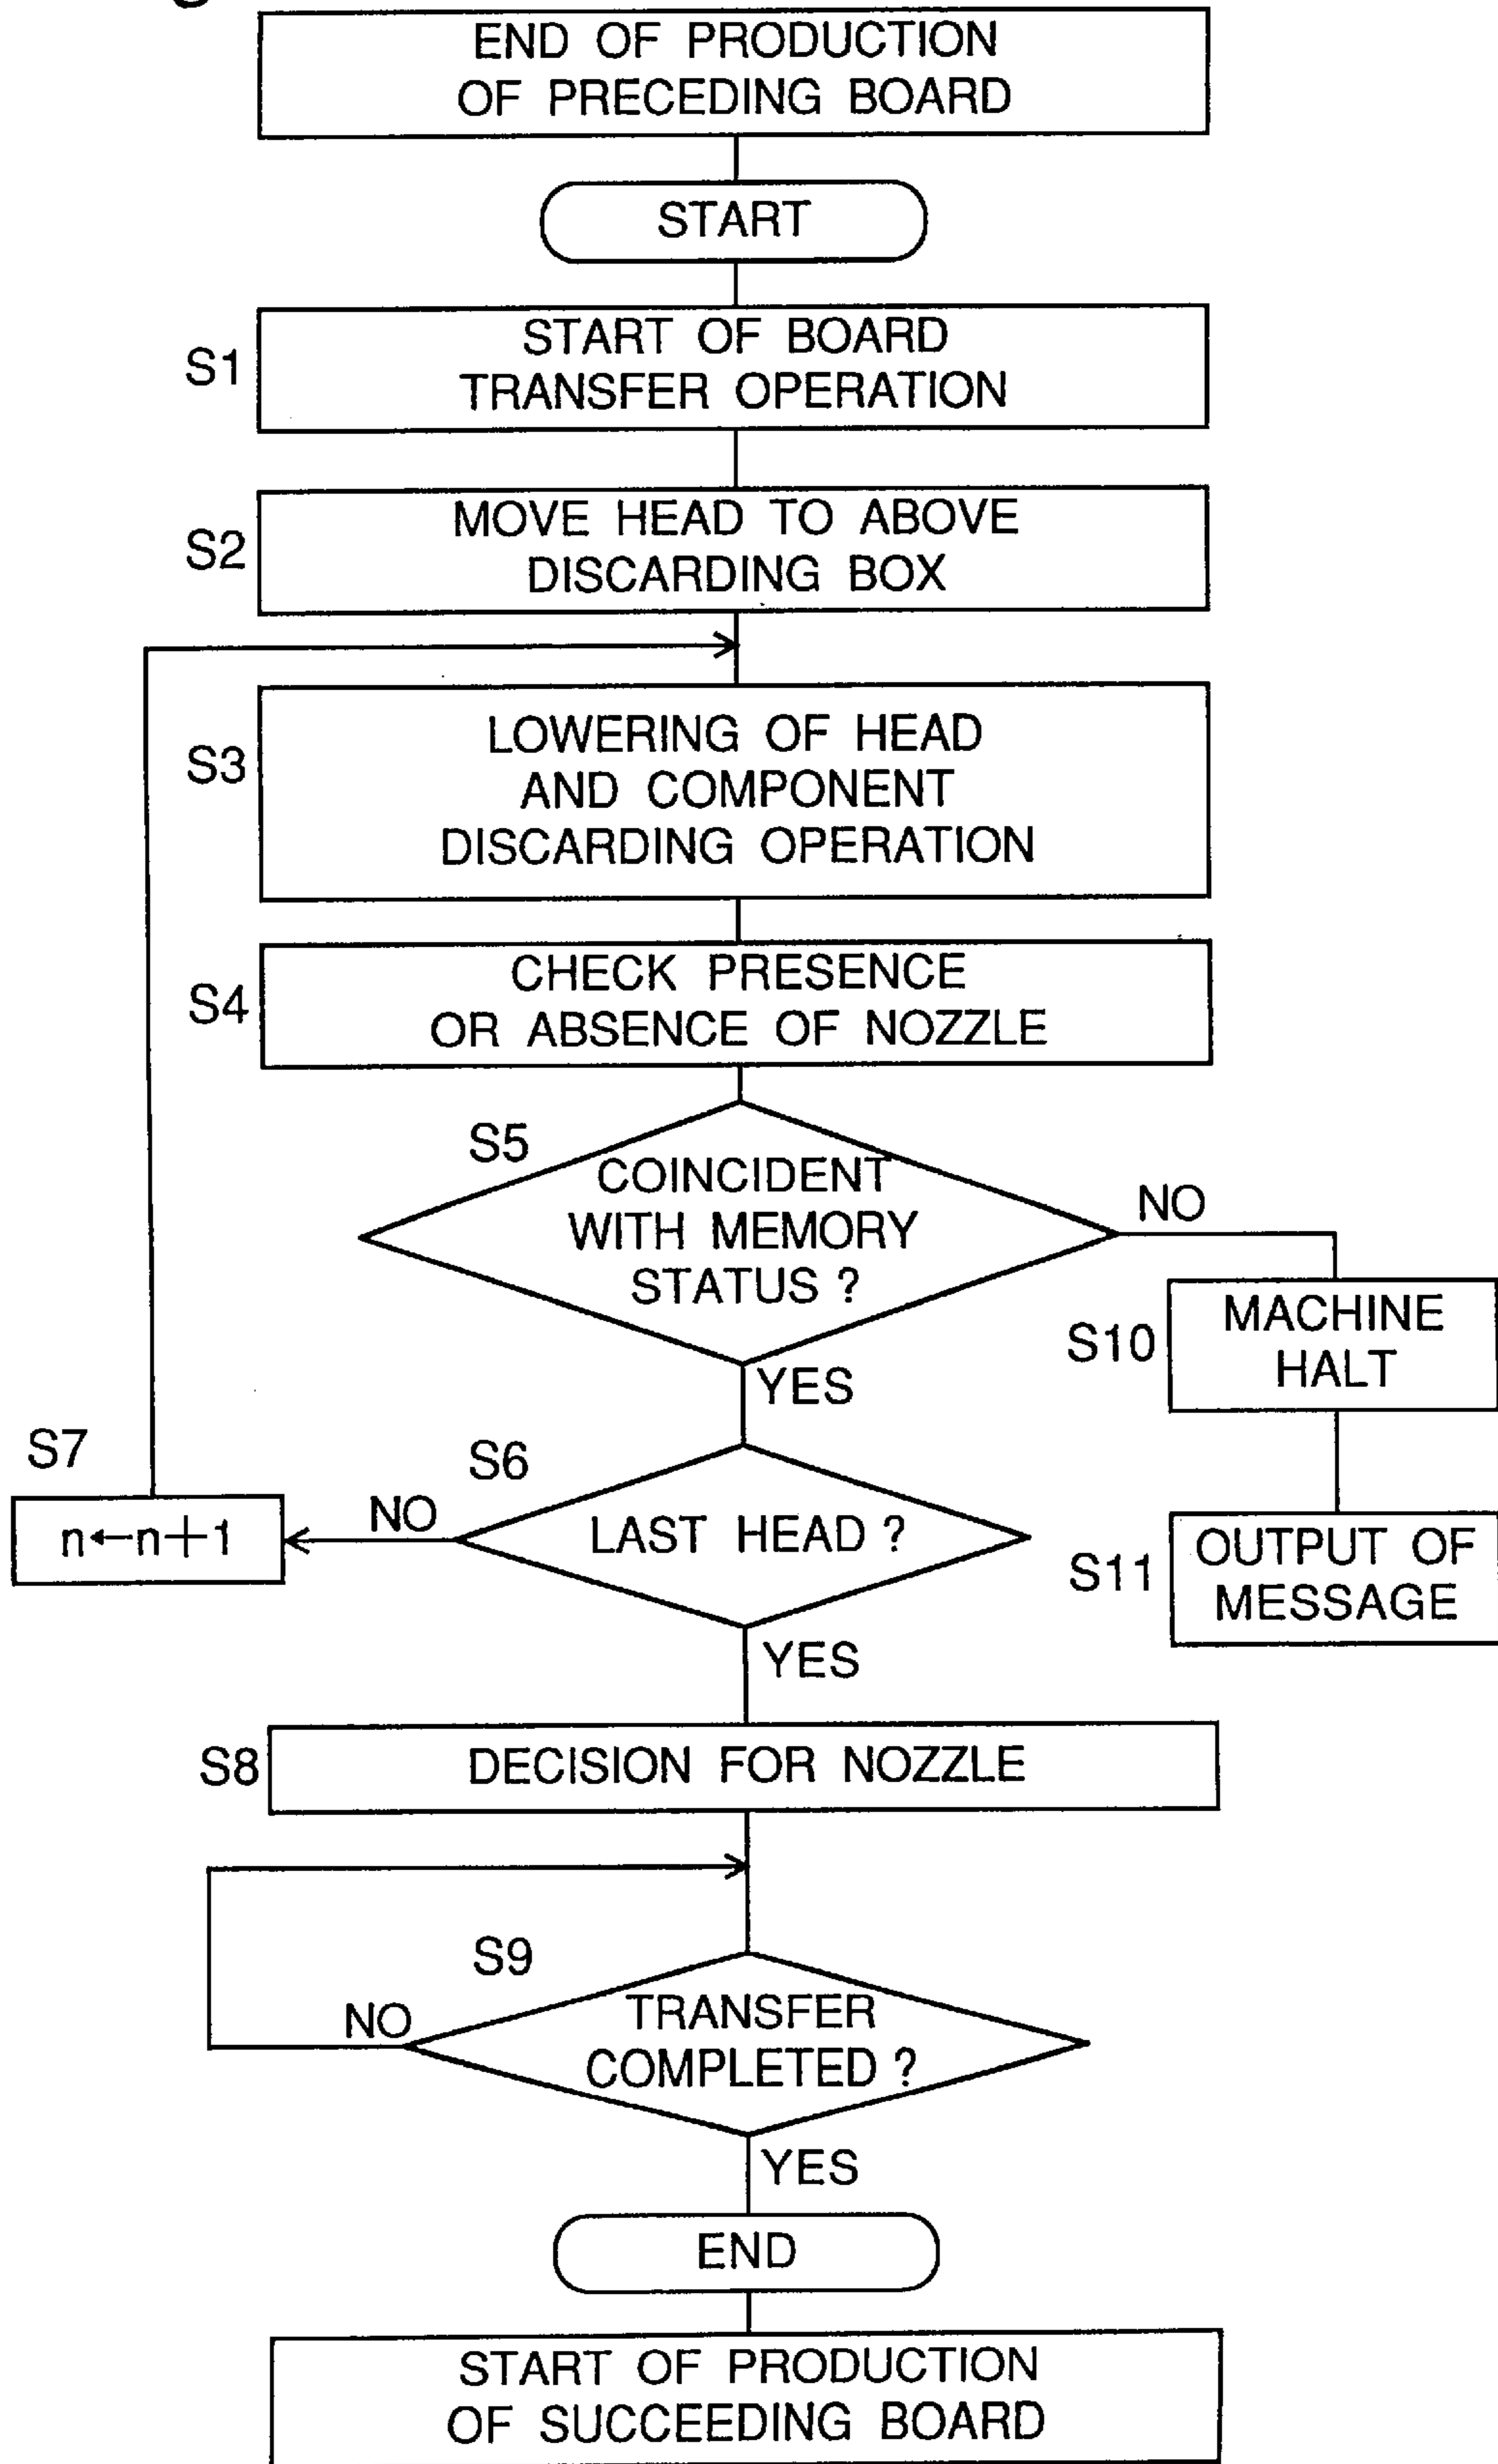 END OF PRODUCTION
OF PRECEDING BOARD
START
S1
START OF BOARD
TRANSFER OPERATION
S2
MOVE HEAD TO ABOVE
DISCARDING BOX
S3
LOWERING OF HEAD
AND COMPONENT
DISCARDING OPERATION
S4
CHECK PRESENCE
OR ABSENCE OF NOZZLE
S5
COINCIDENT
WITH MEMORY
STATUS ?
NO
YES
S10
MACHINE
HALT
S11
OUTPUT OF
MESSAGE
S6
LAST HEAD ?
NO
S7
n←n+1
YES
S8
DECISION FOR NOZZLE
S9
TRANSFER
COMPLETED ?
NO
YES
END
START OF PRODUCTION
OF SUCCEEDING BOARD